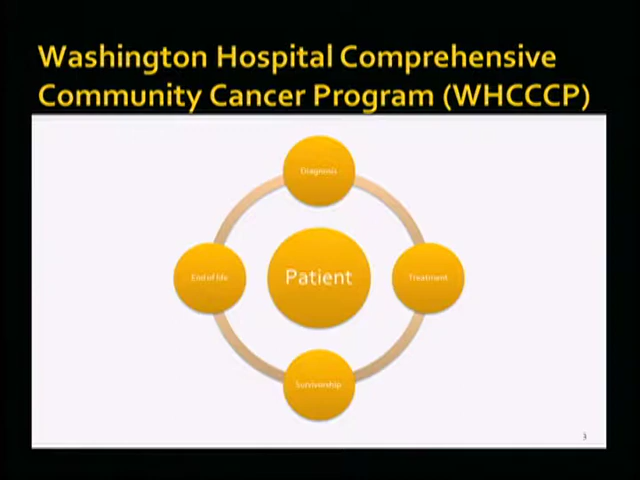 Washington Hospital Comprehensive
Community Cancer Program (WHCCCP)
Diagnosis
End of life
Patient
Treatment
Survivorship
3